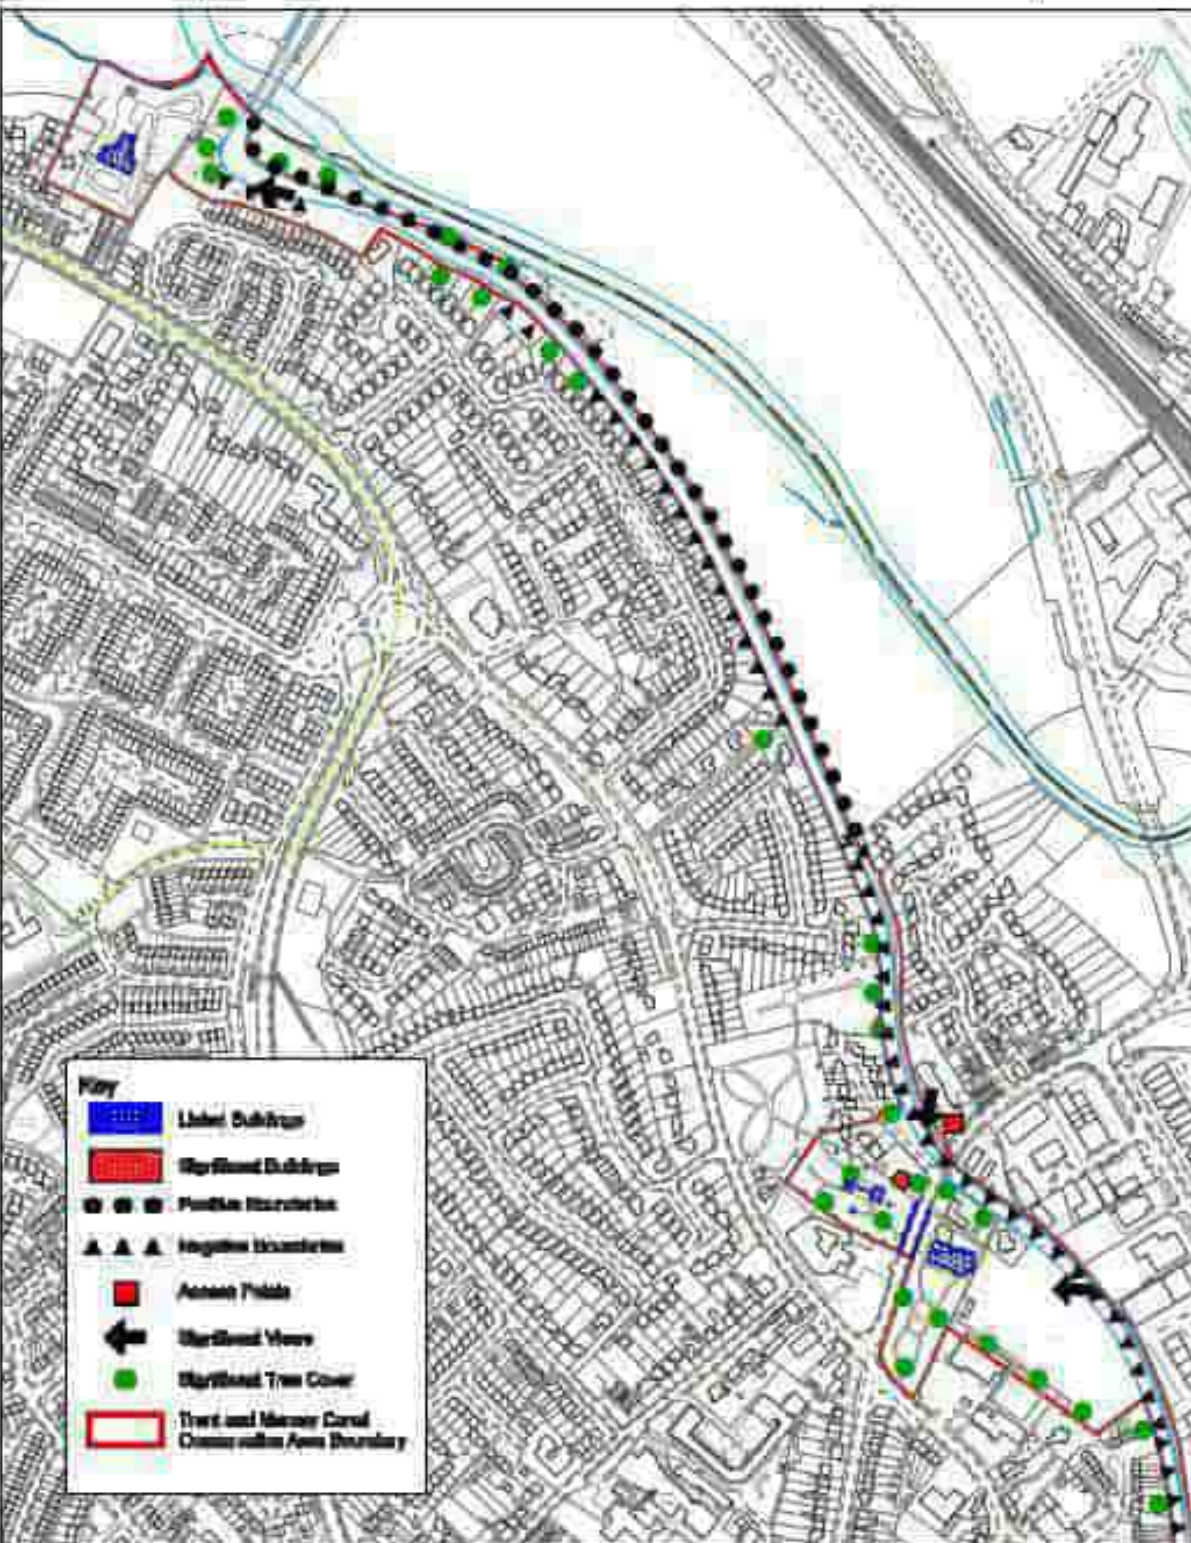 Key
Listed Buildings
Significant Buildings
Positive Boundaries
Negative Boundaries
Access Points
Significant Views
Significant Tree Cover
Trent and Mersey Canal
Conservation Area Boundary